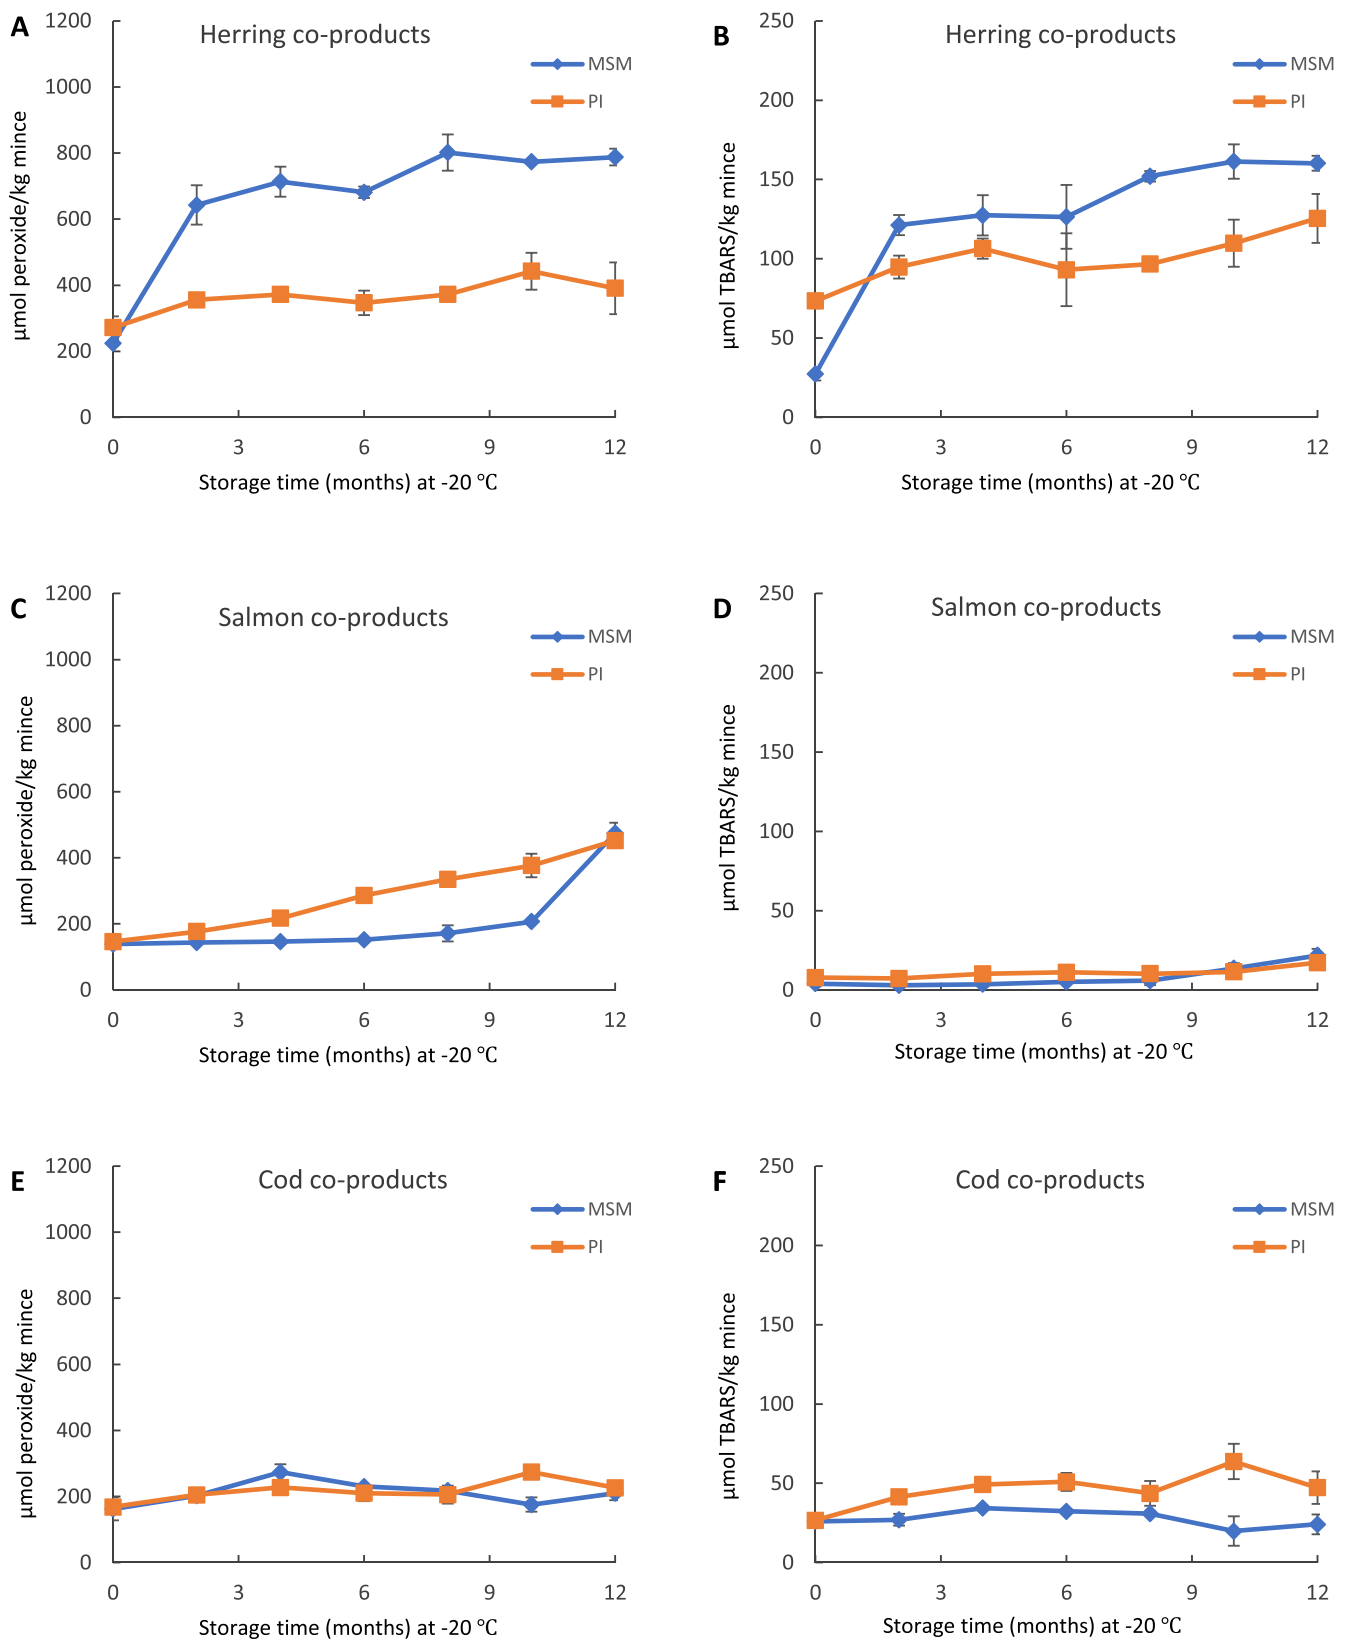 A
Herring co-products
MSM
PI
1200
1000
800
600
400
200
0
μmol peroxide/kg mince
0 3 6 9 12
Storage time (months) at -20 ℃
B
Herring co-products
MSM
PI
250
200
150
100
50
0
μmol TBARS/kg mince
0 3 6 9 12
Storage time (months) at -20 ℃
C
Salmon co-products
MSM
PI
1200
1000
800
600
400
200
0
μmol peroxide/kg mince
0 3 6 9 12
Storage time (months) at -20 ℃
D
Salmon co-products
MSM
PI
250
200
150
100
50
0
μmol TBARS/kg mince
0 3 6 9 12
Storage time (months) at -20 ℃
E
Cod co-products
MSM
PI
1200
1000
800
600
400
200
0
μmol peroxide/kg mince
0 3 6 9 12
Storage time (months) at -20 ℃
F
Cod co-products
MSM
PI
250
200
150
100
50
0
μmol TBARS/kg mince
0 3 6 9 12
Storage time (months) at -20 ℃